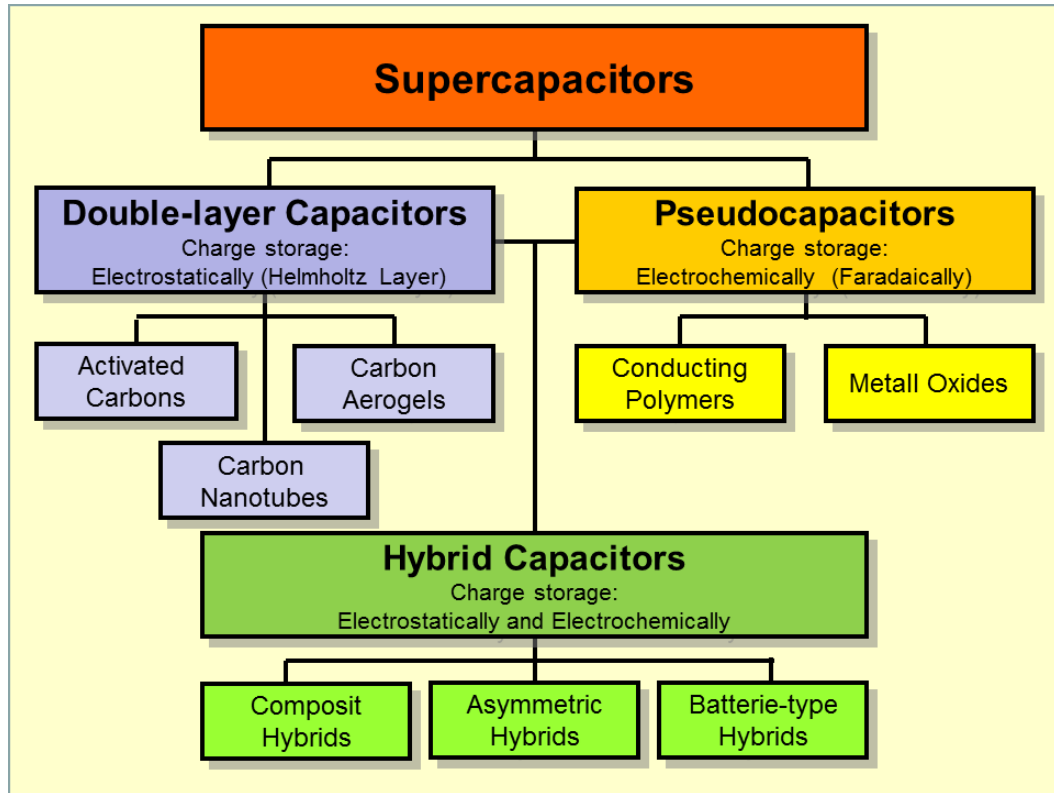 Supercapacitors
Double-layer Capacitors
Charge storage:
Electrostatically (Helmholtz Layer)
Pseudocapacitors
Charge storage:
Electrochemically (Faradaically)
Activated
Carbons
Carbon
Aerogels
Carbon
Nanotubes
Conducting
Polymers
Metall Oxides
Hybrid Capacitors
Charge storage:
Electrostatically and Electrochemically
Composit
Hybrids
Asymmetric
Hybrids
Batterie-type
Hybrids